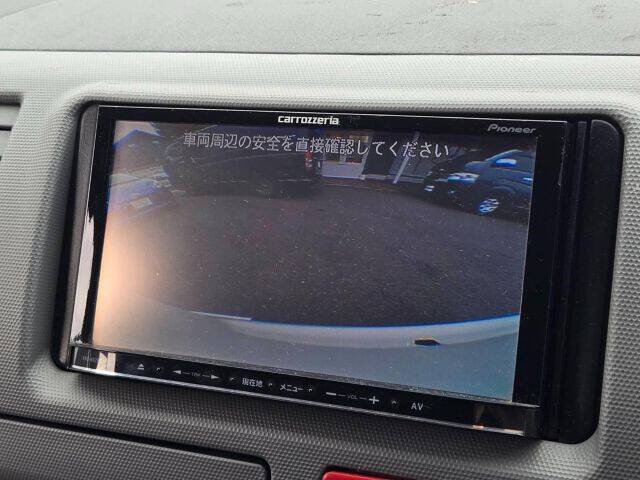 carrozzeria
Pioneer
車両周辺の安全を直接確認してください
TRK
現在地
メニュー
− VOL +
AV